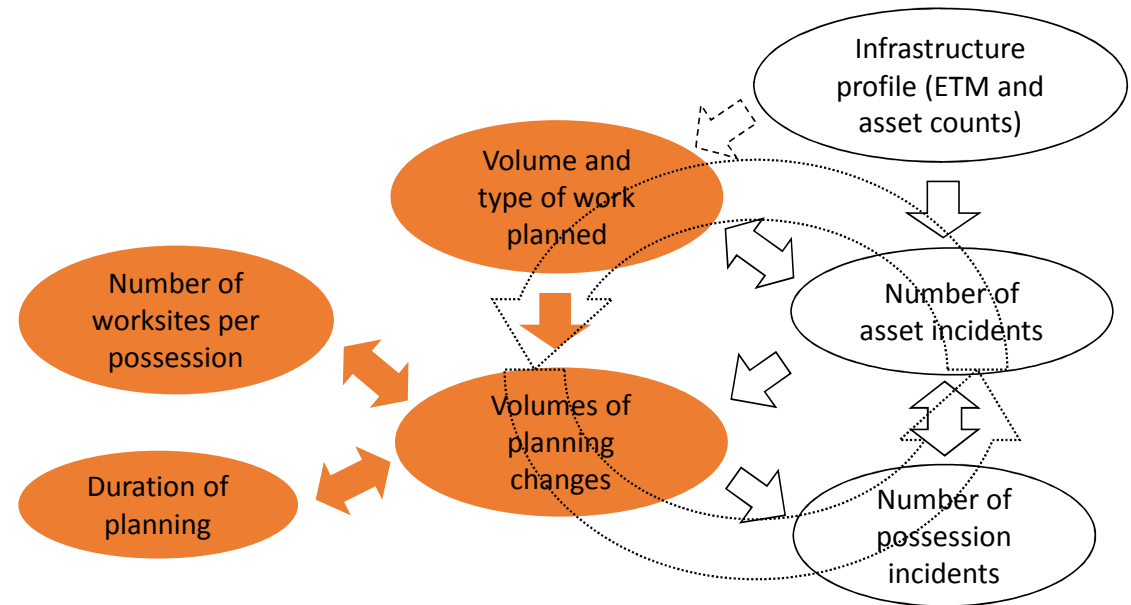 Infrastructure
profile (ETM and
asset counts)
Volume and
type of work
planned
Number of
worksites per
possession
Number of
asset incidents
Volumes of
planning
changes
Duration of
planning
Number of
possession
incidents